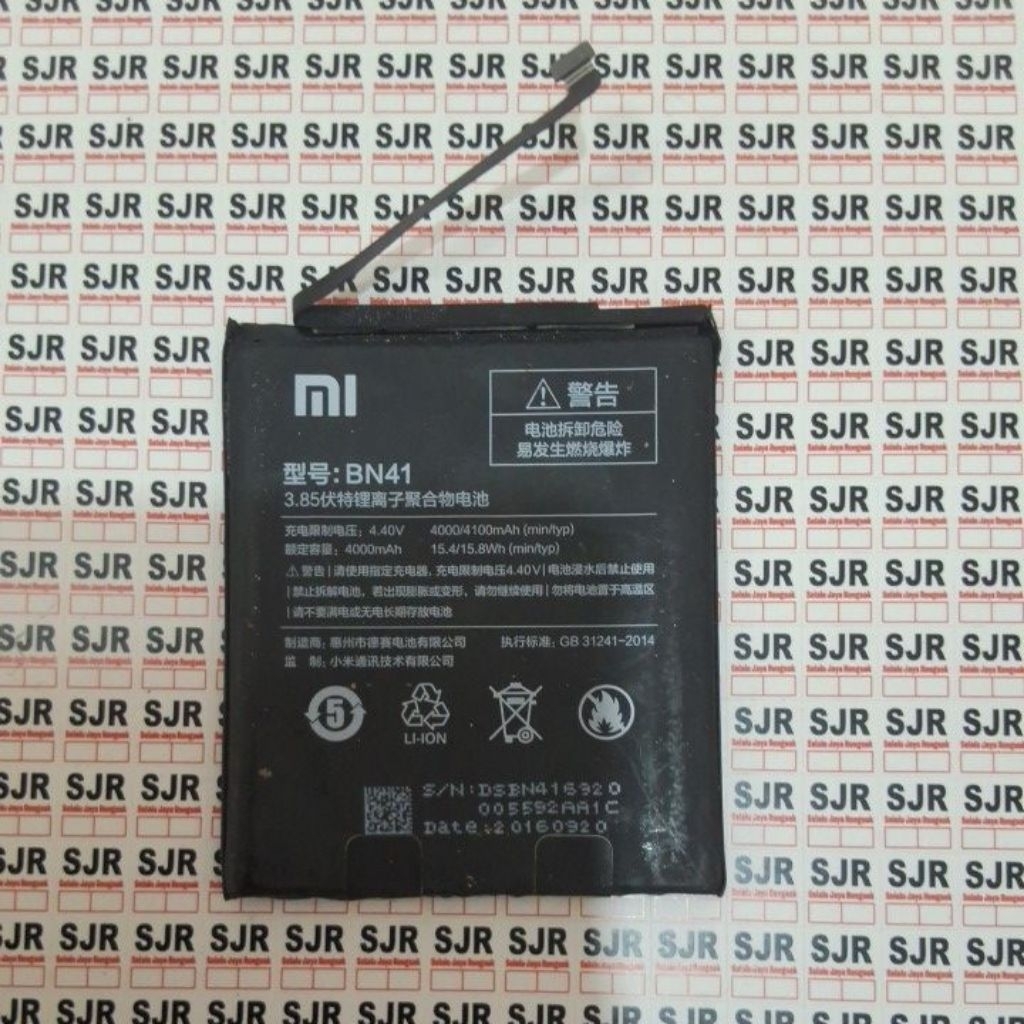 SJR
Selalu Jaya Rongsok
MI
警告
电池拆卸危险
易发生燃烧爆炸
型号: BN41
3.85伏特锂离子聚合物电池
充电限制电压: 4.40V 4000/4100mAh (min/typ)
额定容量: 4000mAh 15.4/15.8Wh (min/typ)
警告 | 请使用指定充电器, 充电限制电压4.40V | 电池浸水后禁止使用
| 禁止拆解电池, 若出现膨胀或变形, 请勿继续使用 | 勿将电池置于高温区
| 请不要满电或无电长期存放电池
制造商: 惠州市德赛电池有限公司 执行标准: GB 31241-2014
监 制: 小米通讯技术有限公司
5
LI-ION
S/N:DSBN416920
005592AA1C
Date:20160920